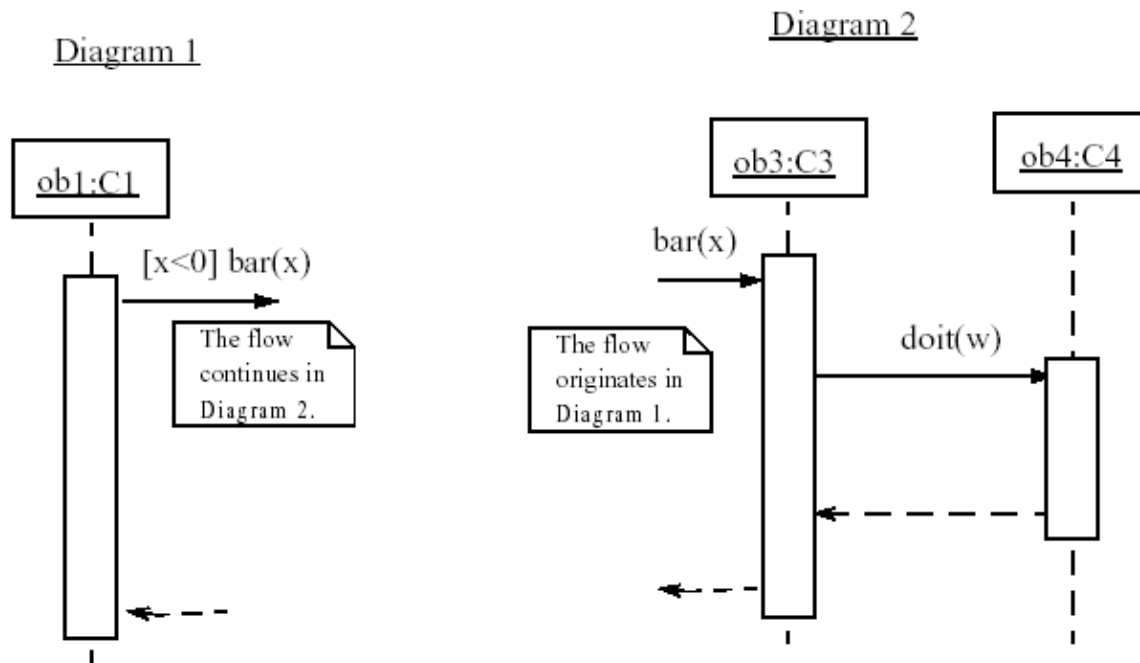 Diagram 1
ob1:C1
[x<0] bar(x)
The flow
continues in
Diagram 2.
Diagram 2
ob3:C3
ob4:C4
bar(x)
The flow
originates in
Diagram 1.
doit(w)